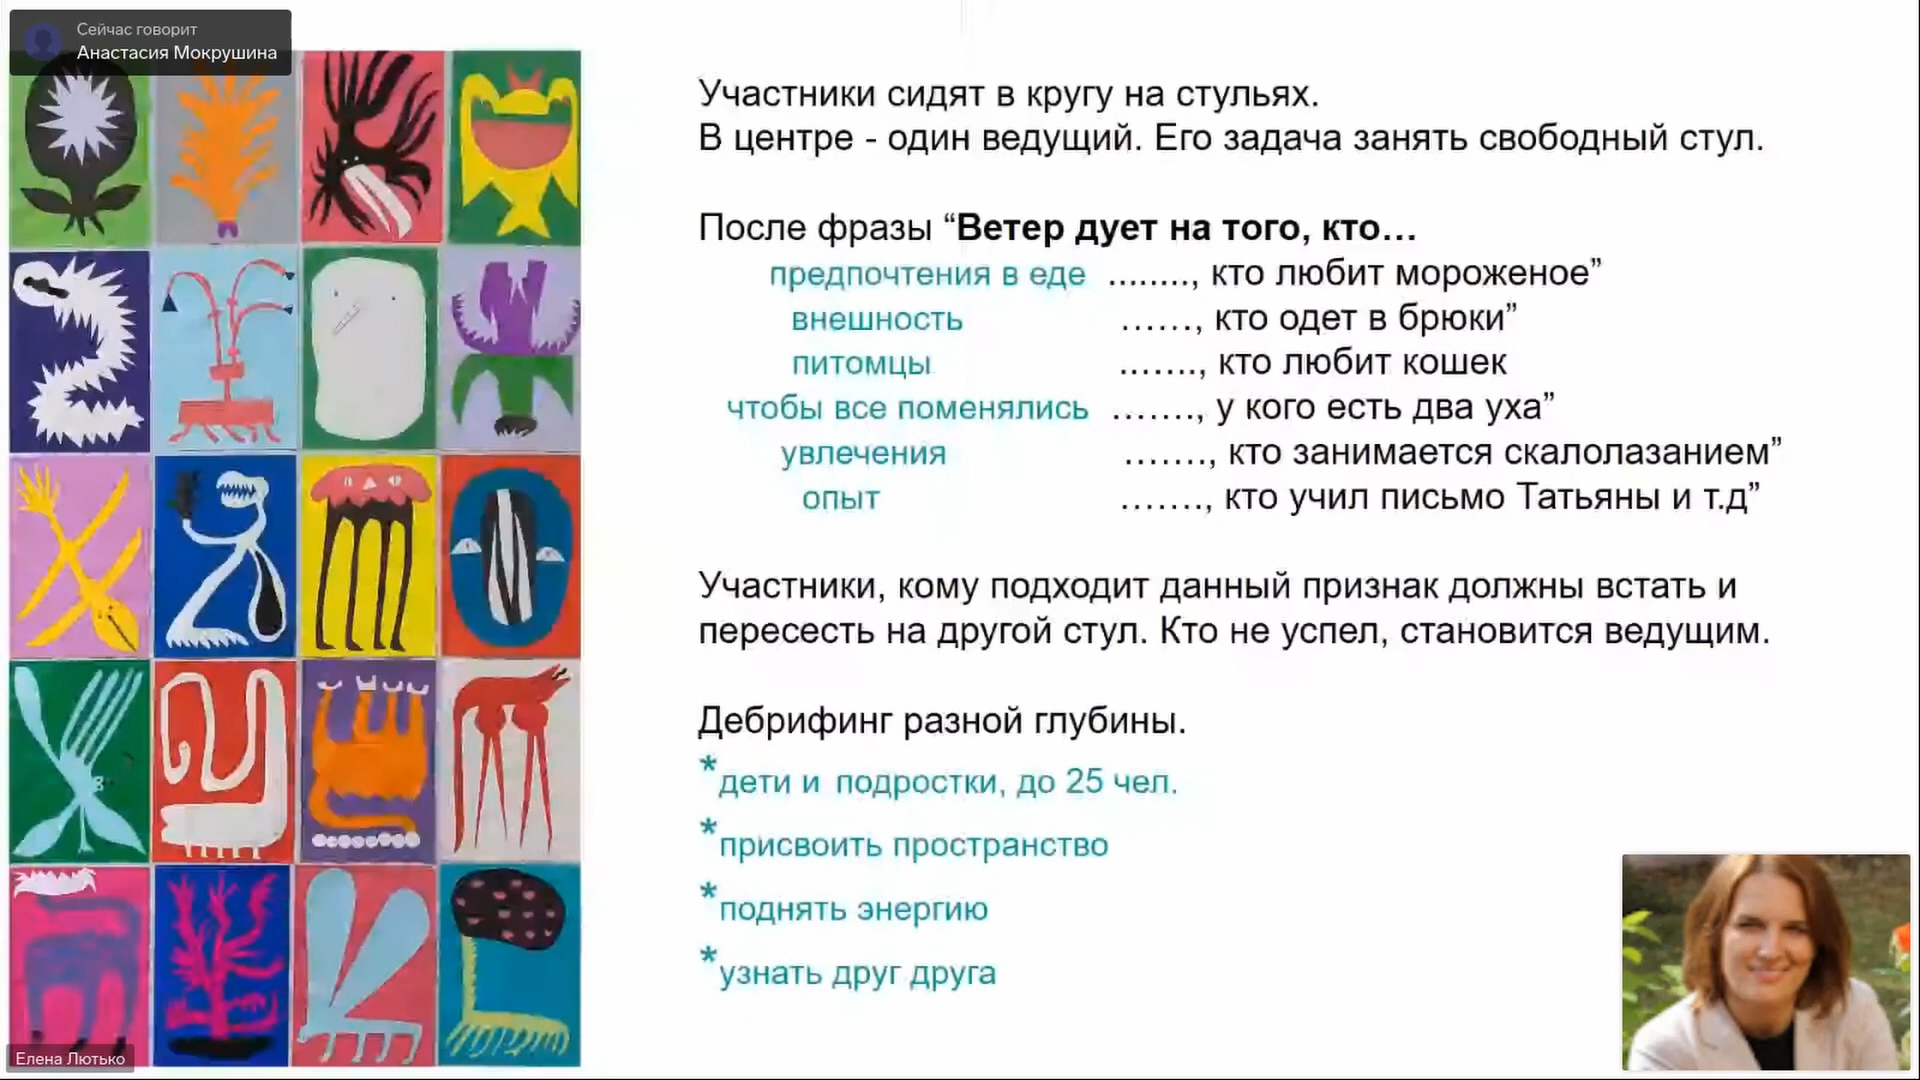 Сейчас говорит
Анастасия Мокрушина
Участники сидят в кругу на стульях.
В центре - один ведущий. Его задача занять свободный стул.
После фразы “Ветер дует на того, кто…
предпочтения в еде ........, кто любит мороженое”
внешность ……., кто одет в брюки”
питомцы …….., кто любит кошек
чтобы все поменялись …….., у кого есть два уха”
увлечения …….., кто занимается скалолазанием”
опыт …….., кто учил письмо Татьяны и т.д”
Участники, кому подходит данный признак должны встать и
пересесть на другой стул. Кто не успел, становится ведущим.
Дебрифинг разной глубины.
*дети и подростки, до 25 чел.
*присвоить пространство
*поднять энергию
*узнать друг друга
Елена Лютько